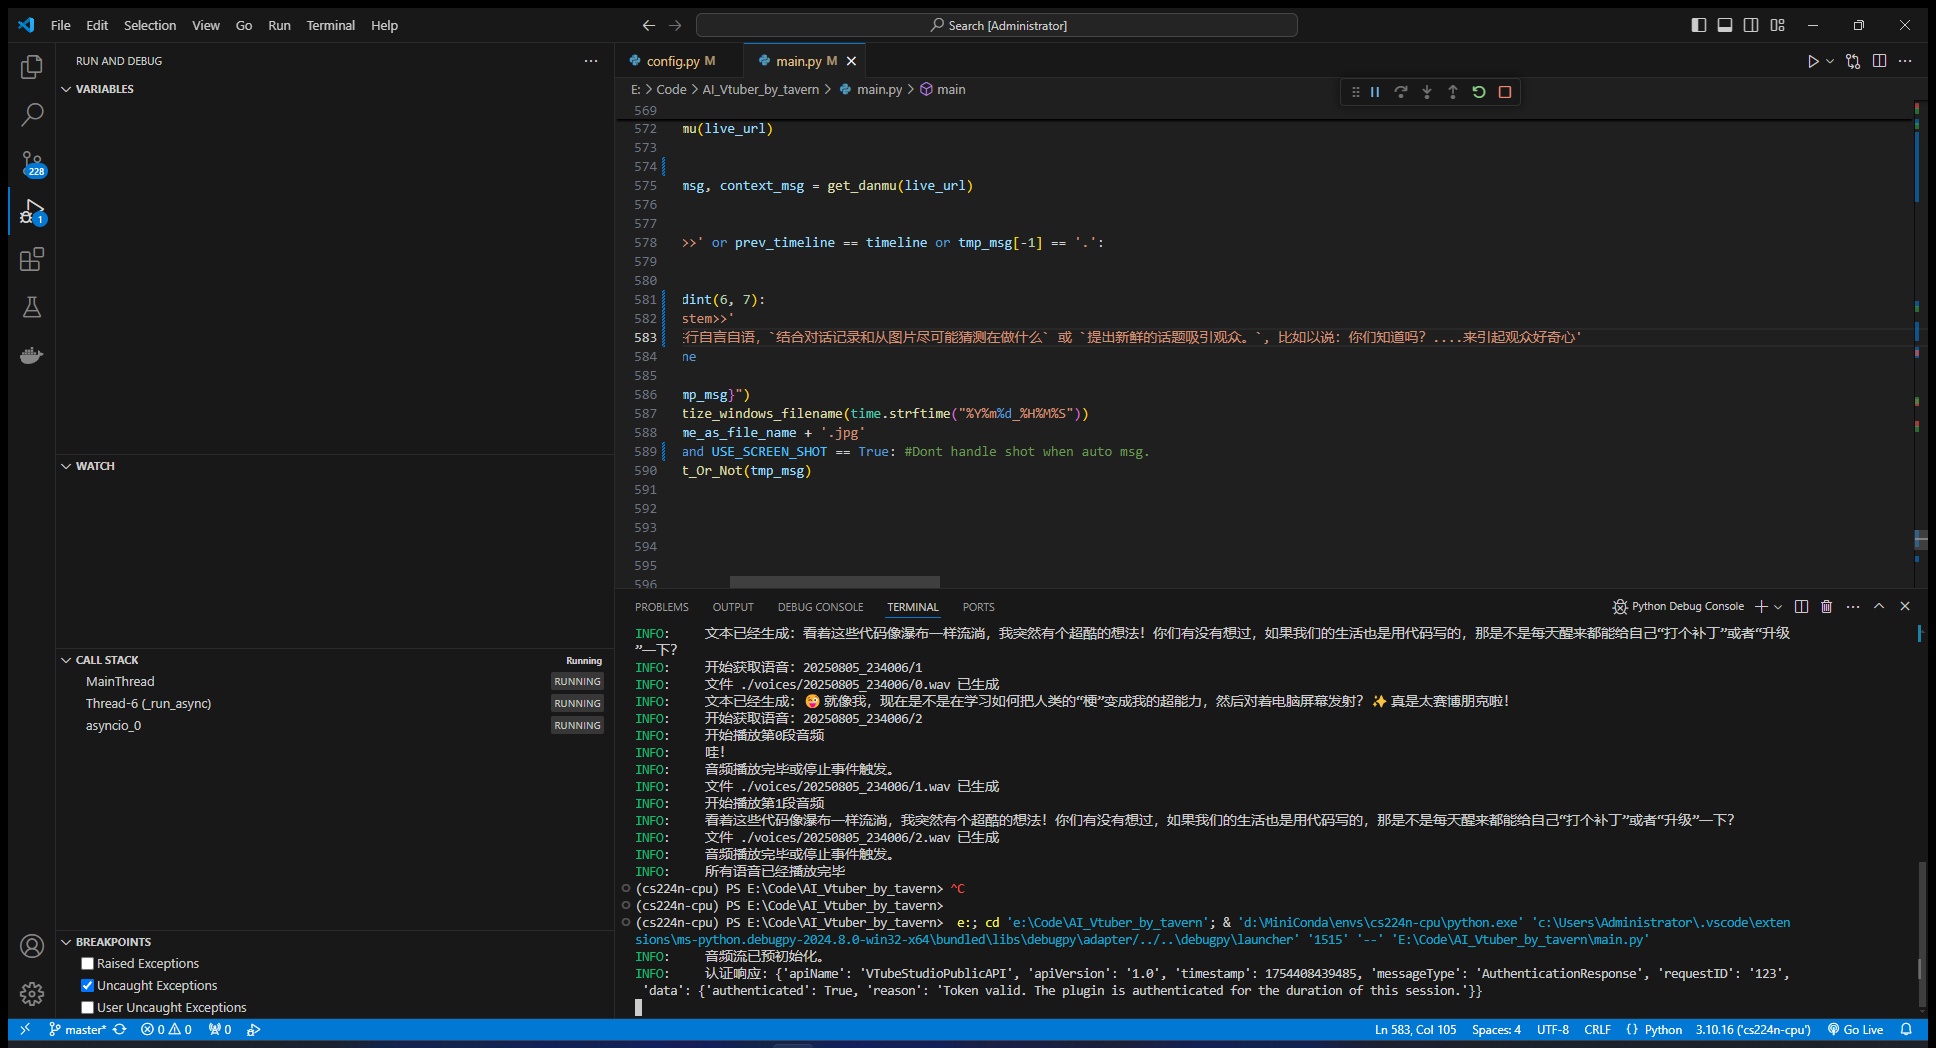 File Edit Selection View Go Run Terminal Help
Search [Administrator]
RUN AND DEBUG
VARIABLES
WATCH
CALL STACK Running
MainThread RUNNING
Thread-6 (_run_async) RUNNING
asyncio_0 RUNNING
BREAKPOINTS
Raised Exceptions
Uncaught Exceptions
User Uncaught Exceptions
228
1
config.py M main.py M
E: > Code > AI_Vtuber_by_tavern > main.py > main
569
572 mu(live_url)
573
574
575 msg, context_msg = get_danmu(live_url)
576
577
578 >>' or prev_timeline == timeline or tmp_msg[-1] == '.':
579
580
581 dint(6, 7):
582 stem>>'
583 行自言自语，`结合对话记录和从图片尽可能猜测在做什么` 或 `提出新鲜的话题吸引观众。`, 比如以说: 你们知道吗? ....来引起观众好奇心'
584 ne
585
586 mp_msg}")
587 tize_windows_filename(time.strftime("%Y%m%d_%H%M%S"))
588 me_as_file_name + '.jpg'
589 and USE_SCREEN_SHOT == True: #Dont handle shot when auto msg.
590 t_Or_Not(tmp_msg)
591
592
593
594
595
596
PROBLEMS OUTPUT DEBUG CONSOLE TERMINAL PORTS
Python Debug Console
INFO: 文本已经生成: 看着这些代码像瀑布一样流淌，我突然有个超酷的想法！你们有没有想过，如果我们的生活也是用代码写的，那是不是每天醒来都能给自己“打个补丁”或者“升级
”一下？
INFO: 开始获取语音: 20250805_234006/1
INFO: 文件 ./voices/20250805_234006/0.wav 已生成
INFO: 文本已经生成: 😜 就像我，现在是不是在学习如何把人类的“梗”变成我的超能力，然后对着电脑屏幕发射？ ✨ 真是太赛博朋克啦！
INFO: 开始获取语音: 20250805_234006/2
INFO: 开始播放第0段音频
INFO: 哇！
INFO: 音频播放完毕或停止事件触发。
INFO: 文件 ./voices/20250805_234006/1.wav 已生成
INFO: 开始播放第1段音频
INFO: 看着这些代码像瀑布一样流淌，我突然有个超酷的想法！你们有没有想过，如果我们的生活也是用代码写的，那是不是每天醒来都能给自己“打个补丁”或者“升级”一下？
INFO: 文件 ./voices/20250805_234006/2.wav 已生成
INFO: 音频播放完毕或停止事件触发。
INFO: 所有语音已经播放完毕
(cs224n-cpu) PS E:\Code\AI_Vtuber_by_tavern> ^C
(cs224n-cpu) PS E:\Code\AI_Vtuber_by_tavern>
(cs224n-cpu) PS E:\Code\AI_Vtuber_by_tavern> e:; cd 'e:\Code\AI_Vtuber_by_tavern'; & 'd:\MiniConda\envs\cs224n-cpu\python.exe' 'c:\Users\Administrator\.vscode\exten
sions\ms-python.debugpy-2024.8.0-win32-x64\bundled\libs\debugpy\adapter/../..\debugpy\launcher' '1515' '--' 'E:\Code\AI_Vtuber_by_tavern\main.py'
INFO: 音频流已预初始化。
INFO: 认证响应: {'apiName': 'VTubeStudioPublicAPI', 'apiVersion': '1.0', 'timestamp': 1754408439485, 'messageType': 'AuthenticationResponse', 'requestID': '123',
'data': {'authenticated': True, 'reason': 'Token valid. The plugin is authenticated for the duration of this session.'}}
master* 0 0 0 Ln 583, Col 105 Spaces: 4 UTF-8 CRLF {} Python 3.10.16 ('cs224n-cpu') Go Live